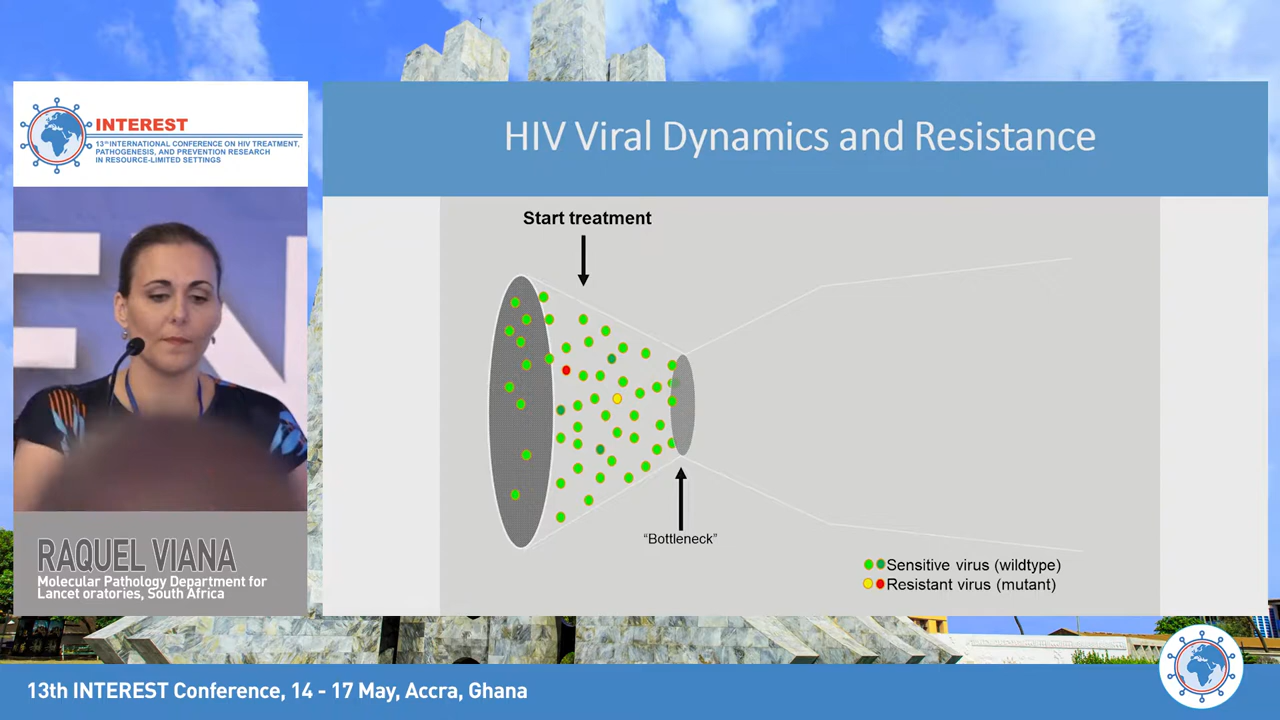 INTEREST
13th INTERNATIONAL CONFERENCE ON HIV TREATMENT,
PATHOGENESIS, AND PREVENTION RESEARCH
IN RESOURCE-LIMITED SETTINGS
RAQUEL VIANA
Molecular Pathology Department for
Lancet oratories, South Africa
HIV Viral Dynamics and Resistance
Start treatment
“Bottleneck”
Sensitive virus (wildtype)
Resistant virus (mutant)
13th INTEREST Conference, 14 - 17 May, Accra, Ghana